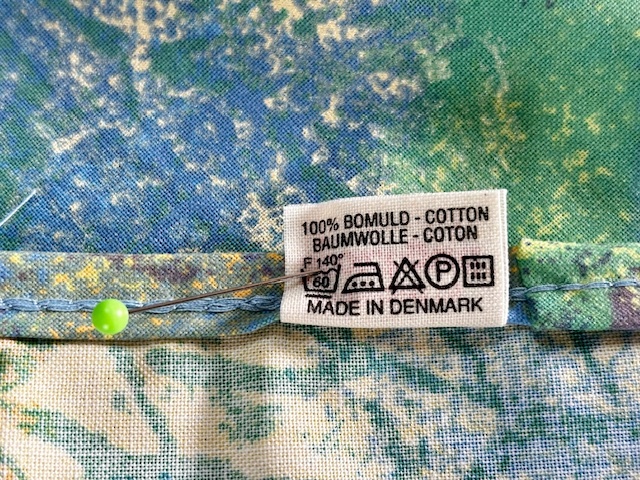 100% BOMULD - COTTON
BAUMWOLLE - COTON
F 140°
60 P
MADE IN DENMARK